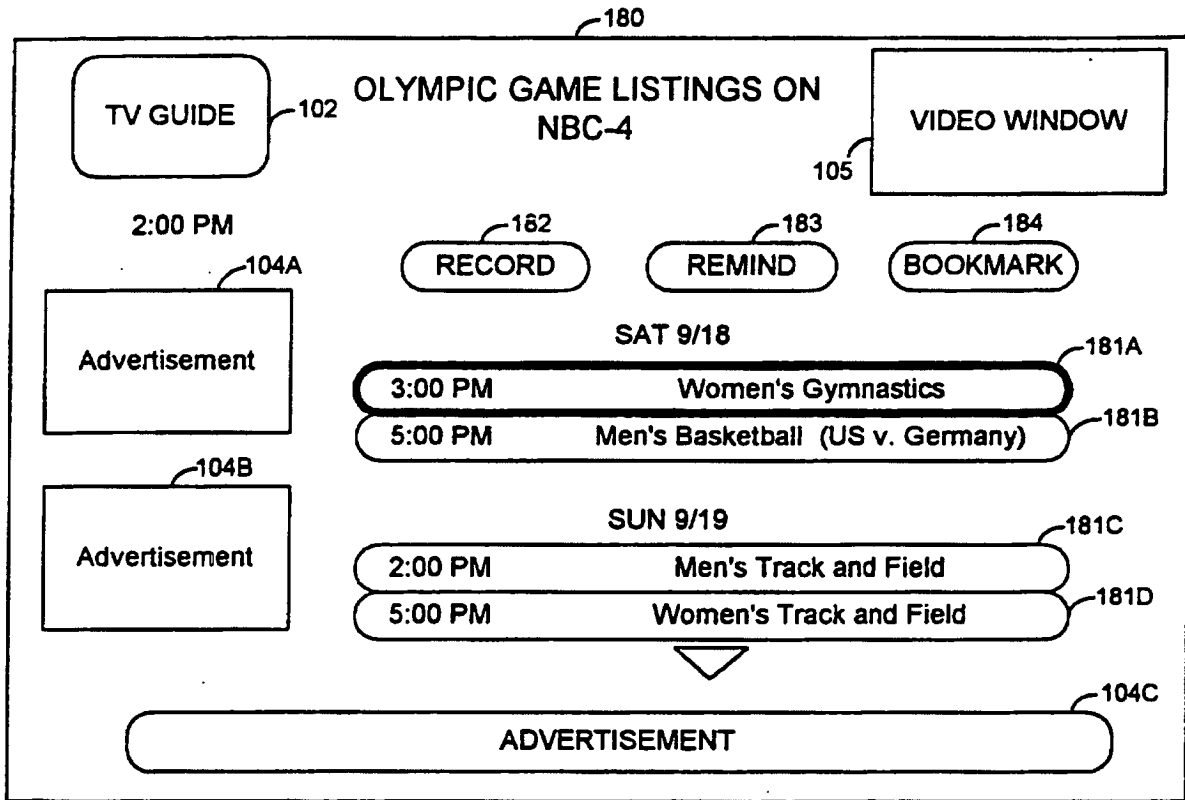 180
TV GUIDE
102
OLYMPIC GAME LISTINGS ON
NBC-4
VIDEO WINDOW
105
2:00 PM
182
183
184
RECORD
REMIND
BOOKMARK
104A
Advertisement
SAT 9/18
181A
3:00 PM Women's Gymnastics
181B
5:00 PM Men's Basketball (US v. Germany)
104B
Advertisement
SUN 9/19
181C
2:00 PM Men's Track and Field
181D
5:00 PM Women's Track and Field
104C
ADVERTISEMENT